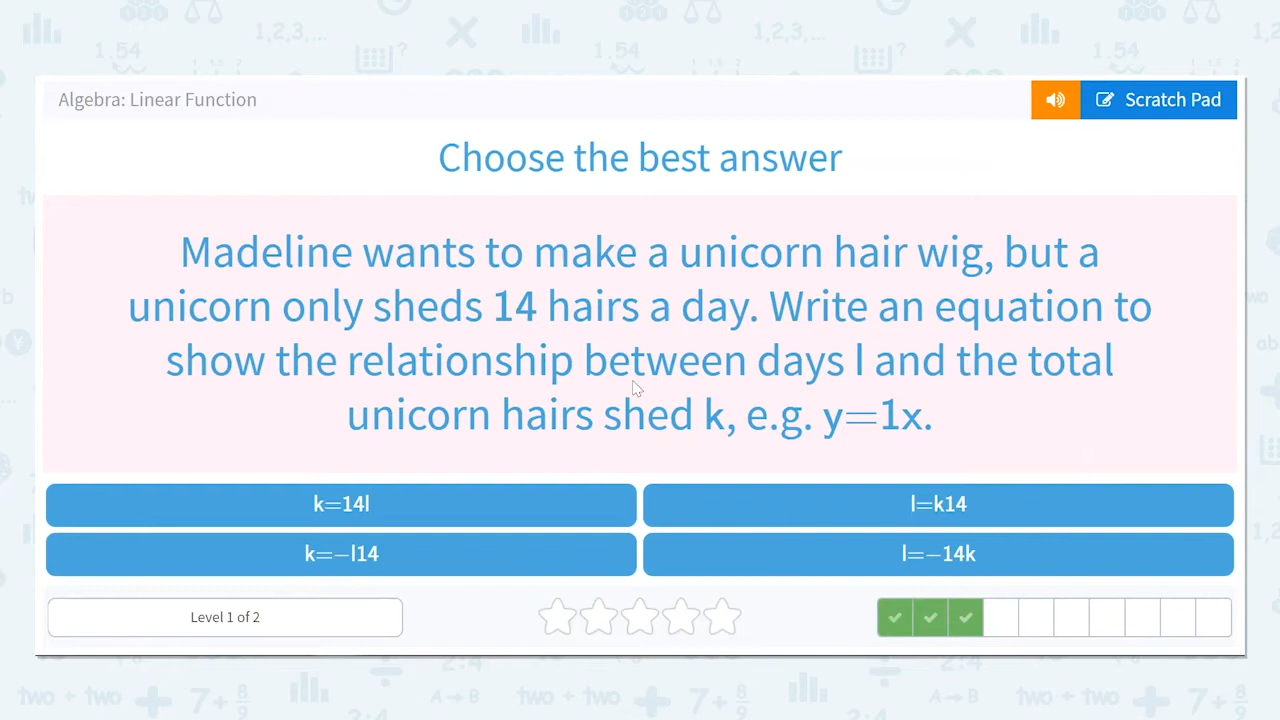 Algebra: Linear Function
Scratch Pad
Choose the best answer
Madeline wants to make a unicorn hair wig, but a
unicorn only sheds 14 hairs a day. Write an equation to
show the relationship between days l and the total
unicorn hairs shed k, e.g. y=1x.
k=14l
l=k14
k=−l14
l=−14k
Level 1 of 2